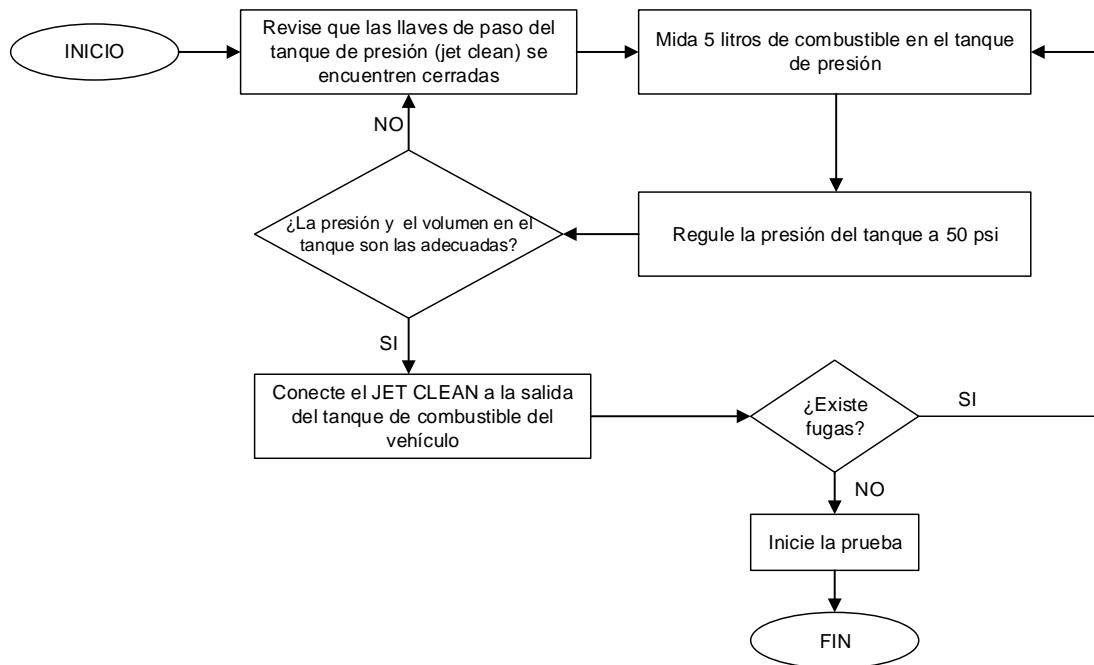 INICIO
Revise que las llaves de paso del
tanque de presión (jet clean) se
encuentren cerradas
Mida 5 litros de combustible en el tanque
de presión
NO
¿La presión y el volumen en el
tanque son las adecuadas?
Regule la presión del tanque a 50 psi
SI
Conecte el JET CLEAN a la salida
del tanque de combustible del
vehículo
¿Existe
fugas?
SI
NO
Inicie la prueba
FIN